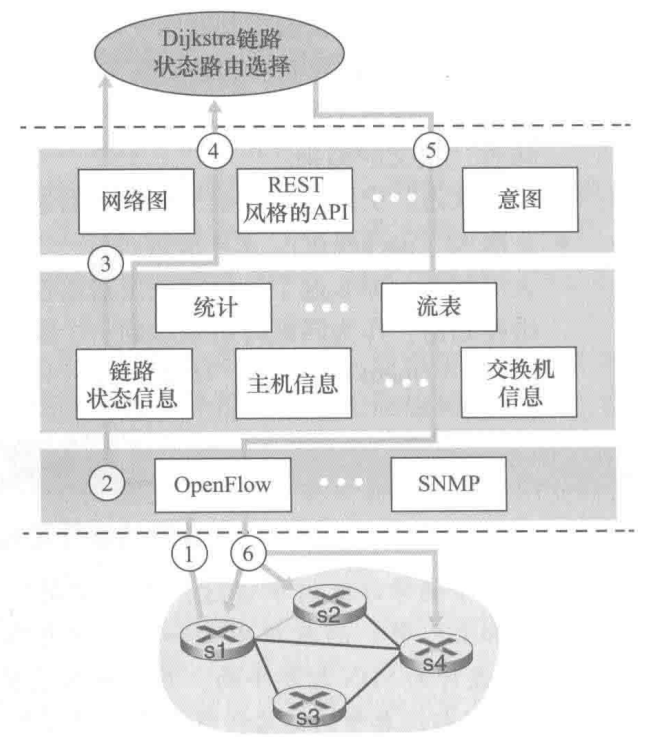 Dijkstra链路
状态路由选择
4
5
网络图
REST
风格的API
意图
3
统计
流表
链路
状态信息
主机信息
交换机
信息
2
OpenFlow
SNMP
1
6
s1
s2
s3
s4